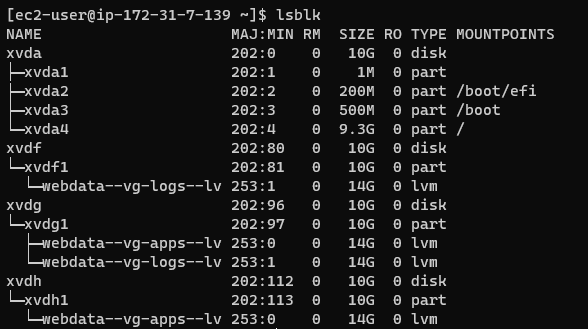 [ec2-user@ip-172-31-7-139 ~]$ lsblk
NAME                      MAJ:MIN RM  SIZE RO TYPE MOUNTPOINTS
xvda                      202:0    0   10G  0 disk
├─xvda1                   202:1    0    1M  0 part
├─xvda2                   202:2    0  200M  0 part /boot/efi
├─xvda3                   202:3    0  500M  0 part /boot
└─xvda4                   202:4    0  9.3G  0 part /
xvdf                      202:80   0   10G  0 disk
└─xvdf1                   202:81   0   10G  0 part
  └─webdata--vg-logs--lv 253:1    0   14G  0 lvm
xvdg                      202:96   0   10G  0 disk
└─xvdg1                   202:97   0   10G  0 part
  ├─webdata--vg-apps--lv 253:0    0   14G  0 lvm
  └─webdata--vg-logs--lv 253:1    0   14G  0 lvm
xvdh                      202:112  0   10G  0 disk
└─xvdh1                   202:113  0   10G  0 part
  └─webdata--vg-apps--lv 253:0    0   14G  0 lvm